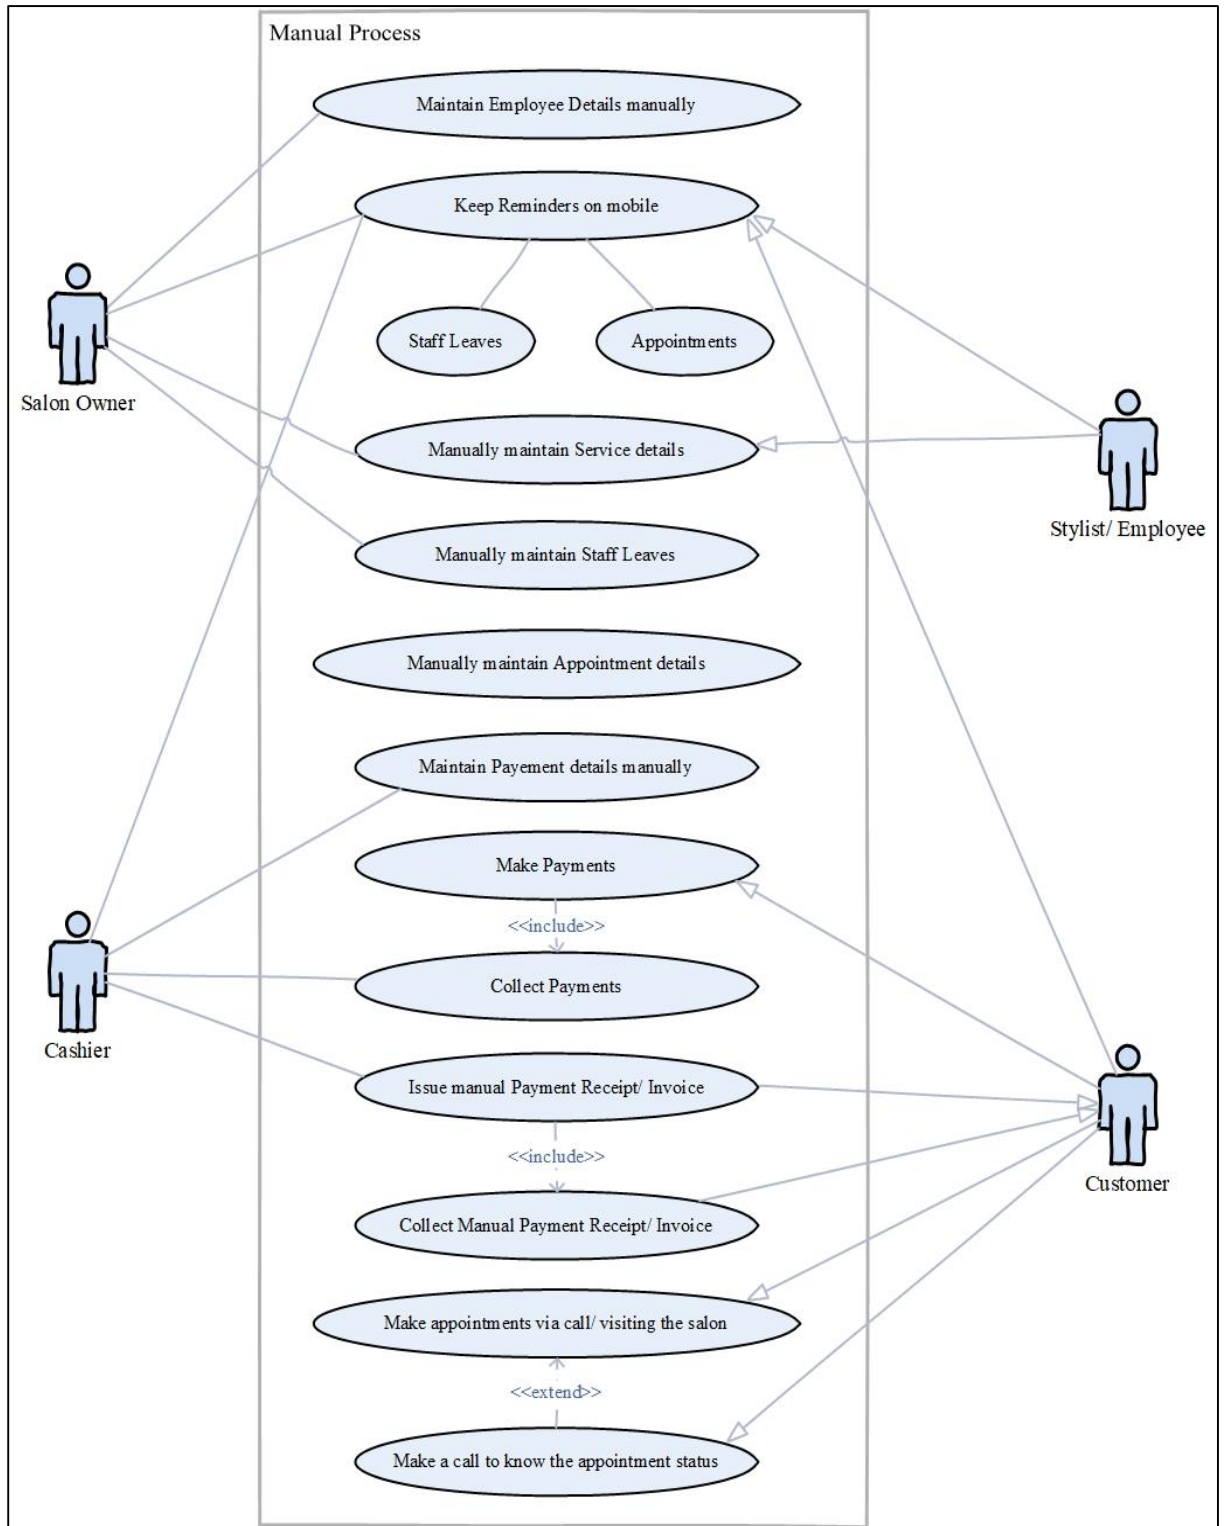 Manual Process
Maintain Employee Details manually
Keep Reminders on mobile
Staff Leaves
Appointments
Salon Owner
Manually maintain Service details
Stylist/ Employee
Manually maintain Staff Leaves
Manually maintain Appointment details
Maintain Payement details manually
Make Payments
<<include>>
Collect Payments
Cashier
Issue manual Payment Receipt/ Invoice
<<include>>
Customer
Collect Manual Payment Receipt/ Invoice
Make appointments via call/ visiting the salon
<<extend>>
Make a call to know the appointment status